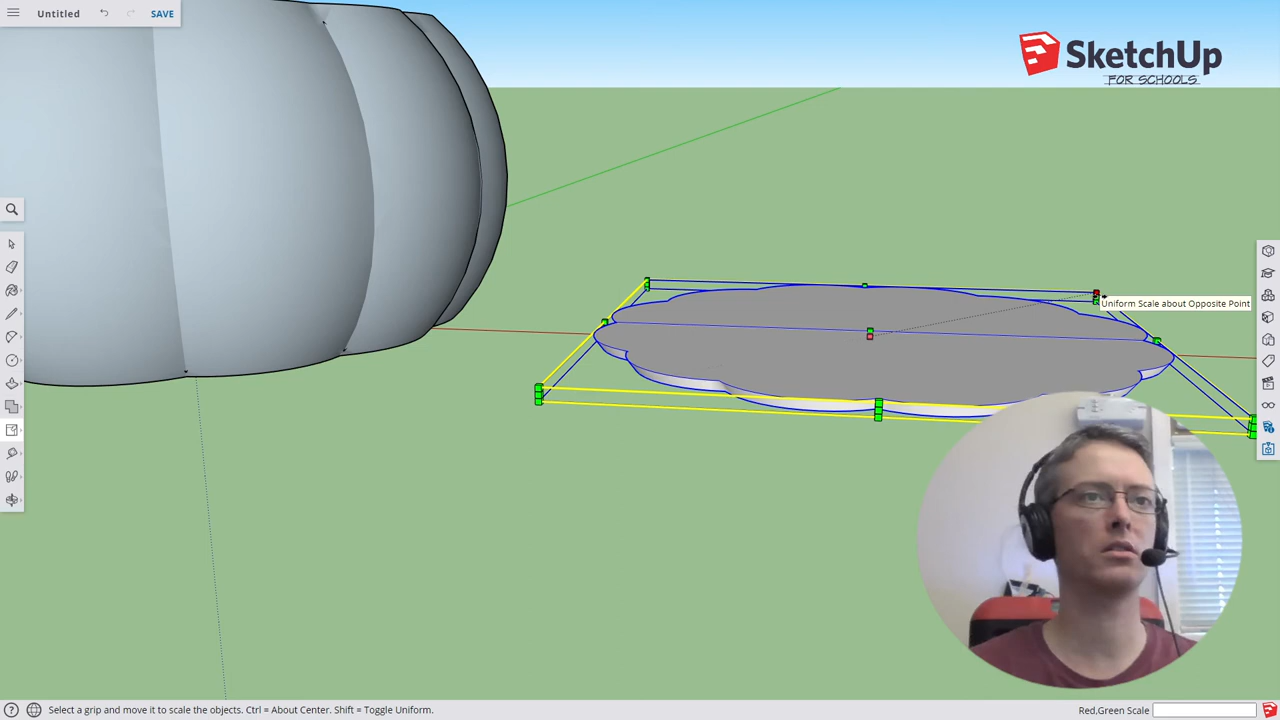 Untitled
SAVE
SketchUp
FOR SCHOOLS
Uniform Scale about Opposite Point
Select a grip and move it to scale the objects. Ctrl = About Center. Shift = Toggle Uniform.
Red,Green Scale